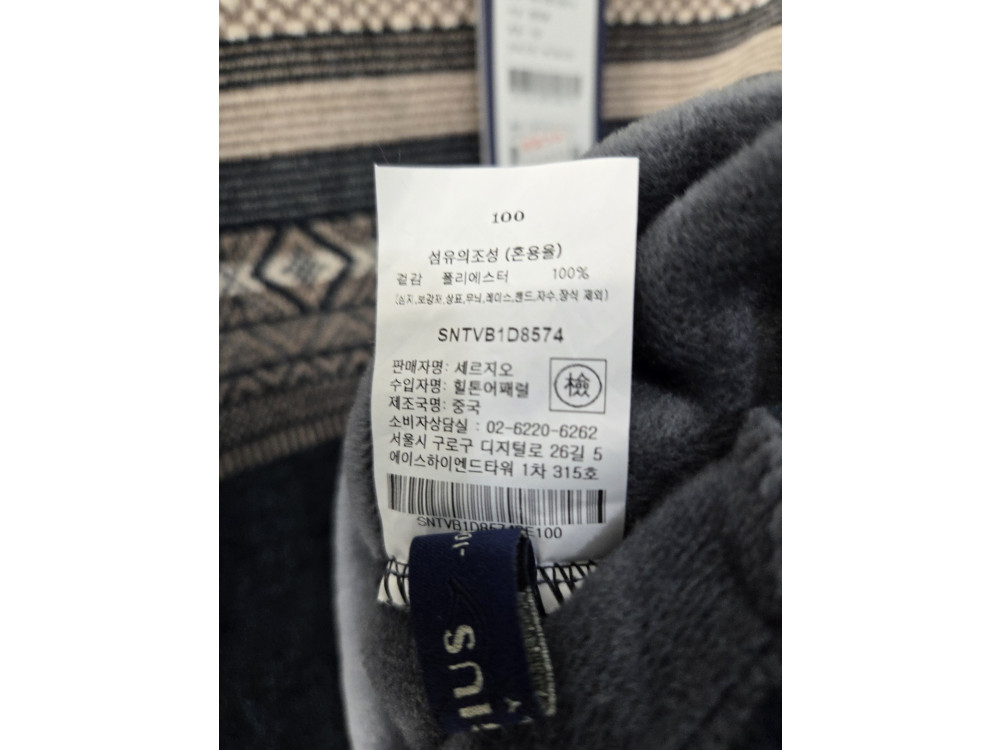 100
섬유의조성 (혼용율)
겉감 폴리에스터 100%
(심지,보강자,상표,무늬,레이스,밴드,자수,장식 제외)
SNTVB1D8574
판매자명: 세르지오
수입자명: 힐튼어패럴
제조국명: 중국
檢
소비자상담실 : 02-6220-6262
서울시 구로구 디지털로 26길 5
에이스하이엔드타워 1차 315호